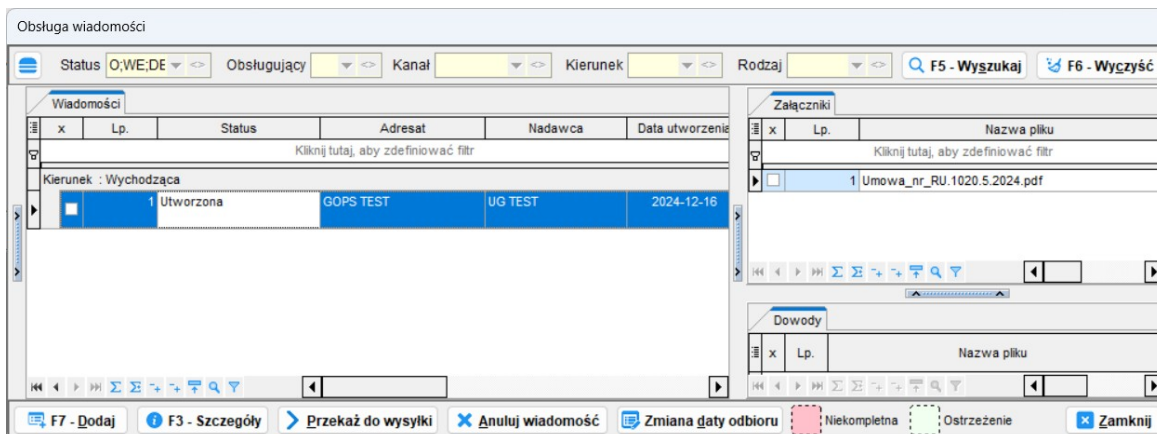 Obsługa wiadomości
Status O;WE;DE Obsługujący Kanał Kierunek Rodzaj F5 - Wyszukaj F6 - Wyczyść
Wiadomości
x Lp. Status Adresat Nadawca Data utworzenia
Kliknij tutaj, aby zdefiniować filtr
Kierunek : Wychodząca
1 Utworzona GOPS TEST UG TEST 2024-12-16
Załączniki
x Lp. Nazwa pliku
Kliknij tutaj, aby zdefiniować filtr
1 Umowa_nr_RU.1020.5.2024.pdf
Dowody
x Lp. Nazwa pliku
F7 - Dodaj F3 - Szczegóły Przekaż do wysyłki Anuluj wiadomość Zmiana daty odbioru Niekompletna Ostrzeżenie Zamknij